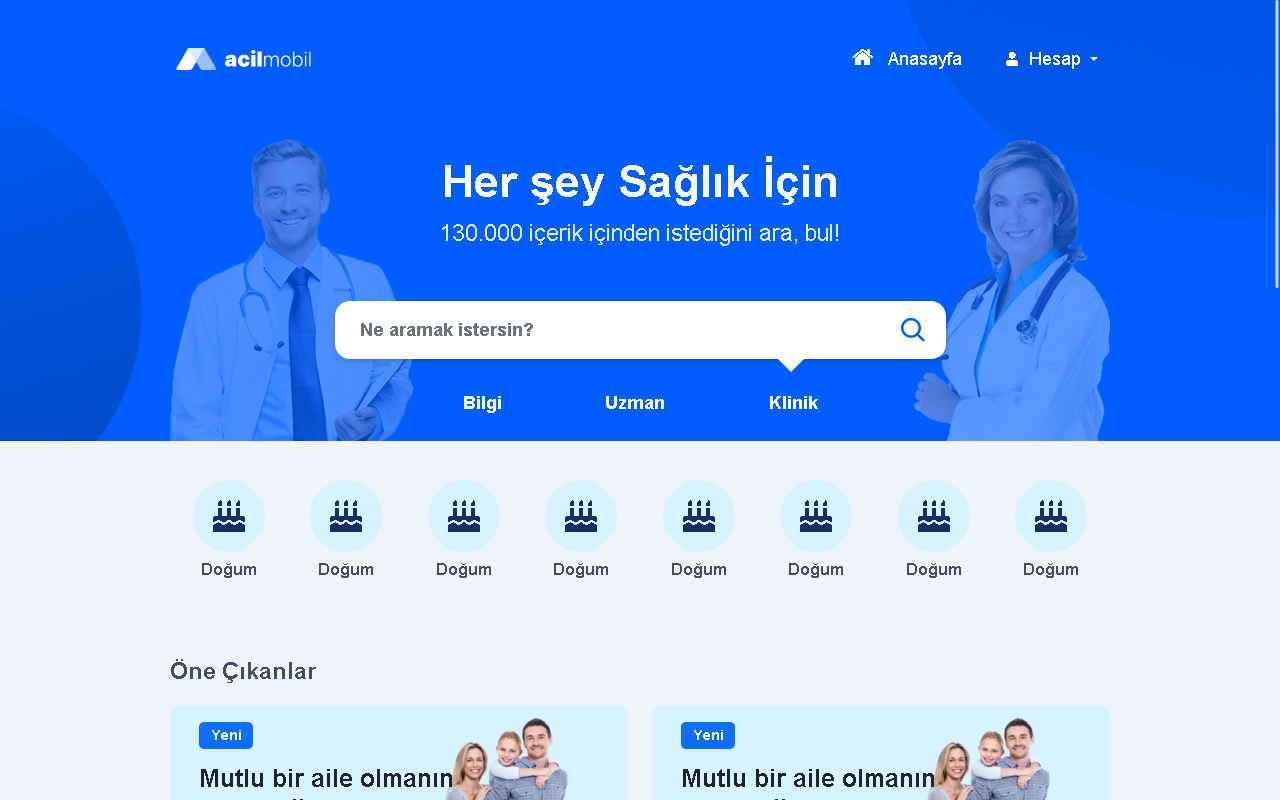 acilmobil
Anasayfa
Hesap
Her şey Sağlık İçin
130.000 içerik içinden istediğini ara, bul!
Ne aramak istersin?
Bilgi
Uzman
Klinik
Doğum
Doğum
Doğum
Doğum
Doğum
Doğum
Doğum
Doğum
Öne Çıkanlar
Yeni
Mutlu bir aile olmanın
Yeni
Mutlu bir aile olmanın